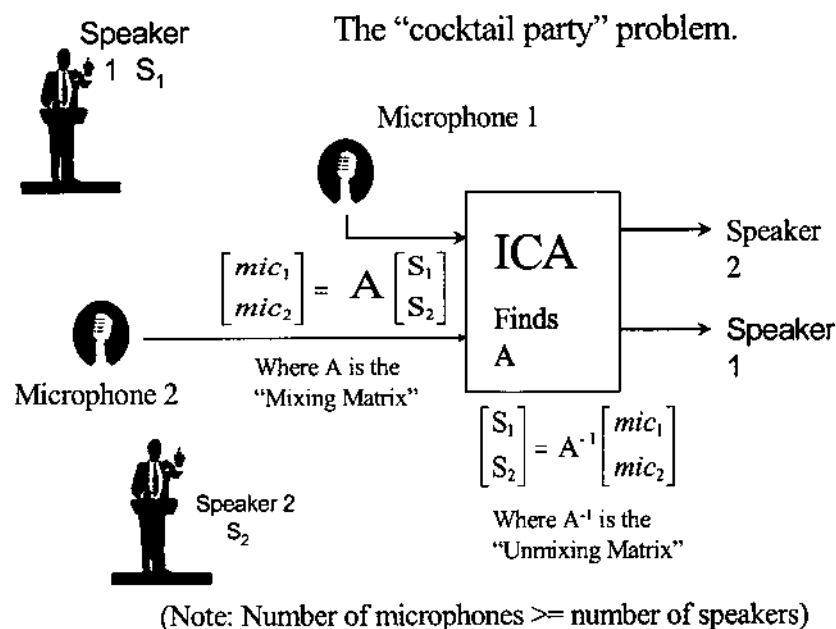 The “cocktail party” problem.
Speaker
1 S₁
Microphone 1
[mic₁
mic₂] = A [S₁
S₂]
Where A is the
“Mixing Matrix”
Microphone 2
Speaker 2
S₂
ICA
Finds
A
Speaker
2
Speaker
1
[S₁
S₂] = A⁻¹ [mic₁
mic₂]
Where A⁻¹ is the
“Unmixing Matrix”
(Note: Number of microphones >= number of speakers)